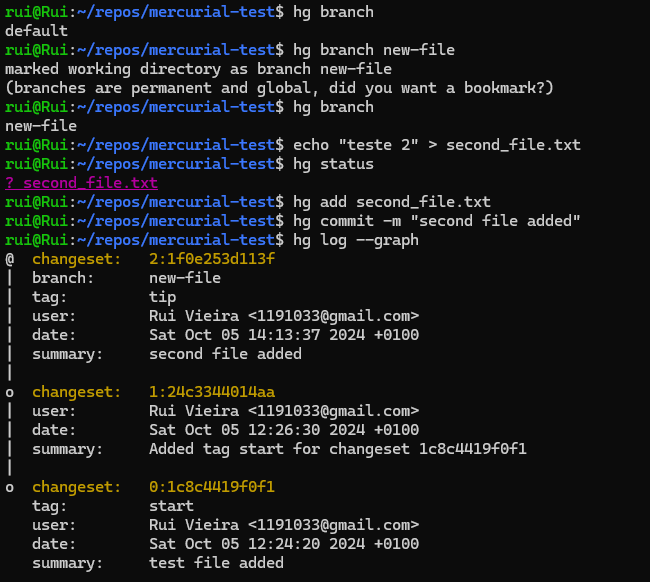 rui@Rui:~/repos/mercurial-test$ hg branch
default
rui@Rui:~/repos/mercurial-test$ hg branch new-file
marked working directory as branch new-file
(branches are permanent and global, did you want a bookmark?)
rui@Rui:~/repos/mercurial-test$ hg branch
new-file
rui@Rui:~/repos/mercurial-test$ echo "teste 2" > second_file.txt
rui@Rui:~/repos/mercurial-test$ hg status
? second_file.txt
rui@Rui:~/repos/mercurial-test$ hg add second_file.txt
rui@Rui:~/repos/mercurial-test$ hg commit -m "second file added"
rui@Rui:~/repos/mercurial-test$ hg log --graph
@  changeset:   2:1f0e253d113f
|  branch:      new-file
|  tag:         tip
|  user:        Rui Vieira <1191033@gmail.com>
|  date:        Sat Oct 05 14:13:37 2024 +0100
|  summary:     second file added
|
o  changeset:   1:24c3344014aa
|  user:        Rui Vieira <1191033@gmail.com>
|  date:        Sat Oct 05 12:26:30 2024 +0100
|  summary:     Added tag start for changeset 1c8c4419f0f1
|
o  changeset:   0:1c8c4419f0f1
   tag:         start
   user:        Rui Vieira <1191033@gmail.com>
   date:        Sat Oct 05 12:24:20 2024 +0100
   summary:     test file added